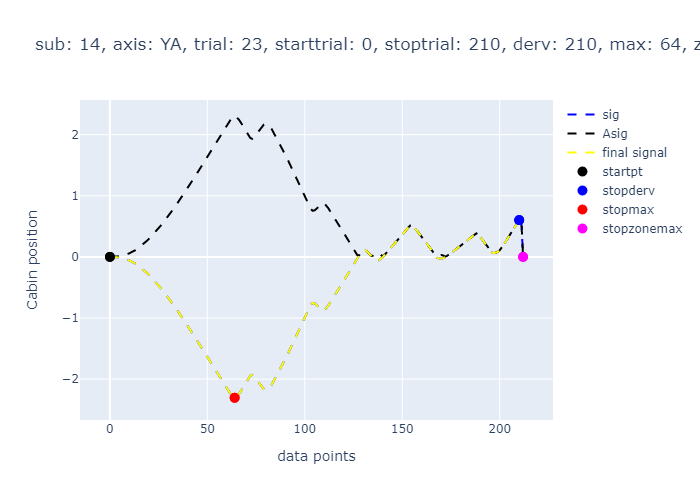 sub: 14, axis: YA, trial: 23, starttrial: 0, stoptrial: 210, derv: 210, max: 64, z
sig
Asig
final signal
startpt
stopderv
stopmax
stopzonemax
Cabin position
2
1
0
−1
−2
0
50
100
150
200
data points